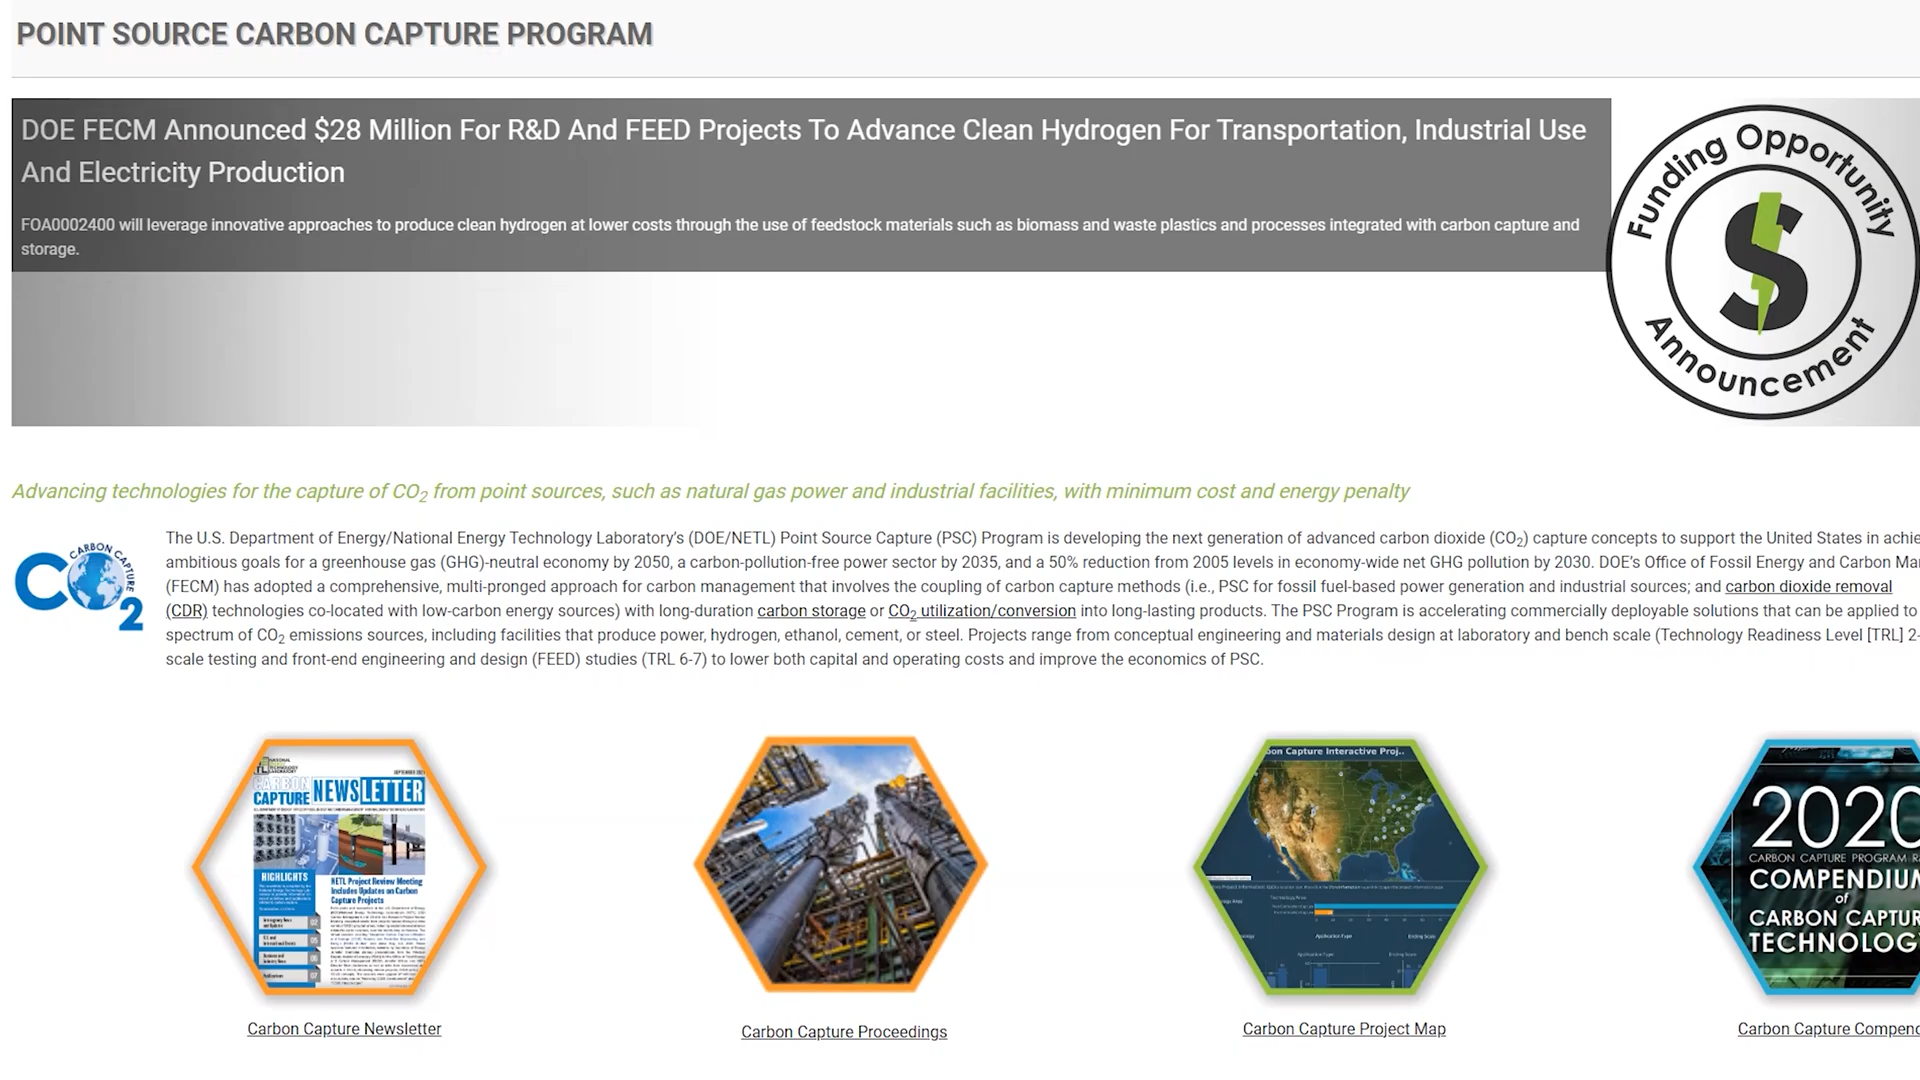 POINT SOURCE CARBON CAPTURE PROGRAM
DOE FECM Announced $28 Million For R&D And FEED Projects To Advance Clean Hydrogen For Transportation, Industrial Use
And Electricity Production
FOA0002400 will leverage innovative approaches to produce clean hydrogen at lower costs through the use of feedstock materials such as biomass and waste plastics and processes integrated with carbon capture and
storage.
Funding Opportunity
$
Announcement
Advancing technologies for the capture of CO2 from point sources, such as natural gas power and industrial facilities, with minimum cost and energy penalty
CARBON CAPTURE
CO2
The U.S. Department of Energy/National Energy Technology Laboratory's (DOE/NETL) Point Source Capture (PSC) Program is developing the next generation of advanced carbon dioxide (CO2) capture concepts to support the United States in achie
ambitious goals for a greenhouse gas (GHG)-neutral economy by 2050, a carbon-pollution-free power sector by 2035, and a 50% reduction from 2005 levels in economy-wide net GHG pollution by 2030. DOE's Office of Fossil Energy and Carbon Ma
(FECM) has adopted a comprehensive, multi-pronged approach for carbon management that involves the coupling of carbon capture methods (i.e., PSC for fossil fuel-based power generation and industrial sources; and carbon dioxide removal
(CDR) technologies co-located with low-carbon energy sources) with long-duration carbon storage or CO2 utilization/conversion into long-lasting products. The PSC Program is accelerating commercially deployable solutions that can be applied to
spectrum of CO2 emissions sources, including facilities that produce power, hydrogen, ethanol, cement, or steel. Projects range from conceptual engineering and materials design at laboratory and bench scale (Technology Readiness Level [TRL] 2-
scale testing and front-end engineering and design (FEED) studies (TRL 6-7) to lower both capital and operating costs and improve the economics of PSC.
CARBON
CAPTURE NEWSLETTER
HIGHLIGHTS
NETL Project Review Meeting
Includes Updates on Carbon
Capture Projects
bon Capture Interactive Proj..
2020
CARBON CAPTURE PROGRAM R
COMPENDIUM
of
CARBON CAPTUR
TECHNOLOG
Carbon Capture Newsletter
Carbon Capture Proceedings
Carbon Capture Project Map
Carbon Capture Compen